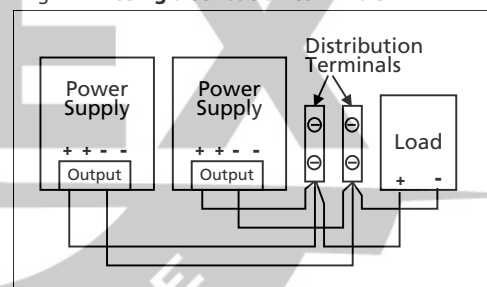 Distribution
Terminals
Power
Supply
Power
Supply
Load
+ + - -
+ + - -
Output
Output
+ -